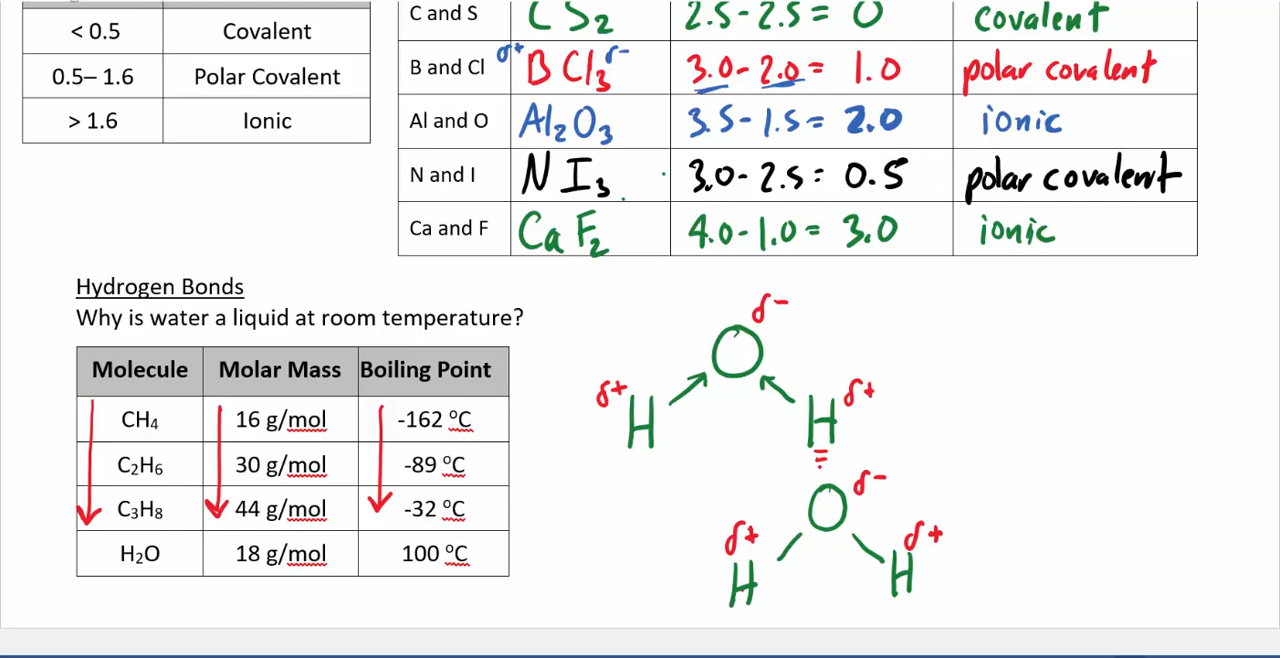 < 0.5 Covalent
0.5– 1.6 Polar Covalent
> 1.6 Ionic
C and S CS2 2.5-2.5= 0 covalent
B and Cl δ+ BCl3 δ- 3.0-2.0= 1.0 polar covalent
Al and O Al2O3 3.5-1.5= 2.0 ionic
N and I NI3 3.0-2.5= 0.5 polar covalent
Ca and F CaF2 4.0-1.0= 3.0 ionic
Hydrogen Bonds
Why is water a liquid at room temperature?
Molecule Molar Mass Boiling Point
CH4 16 g/mol -162 °C
C2H6 30 g/mol -89 °C
C3H8 44 g/mol -32 °C
H2O 18 g/mol 100 °C
δ-
O
δ+ δ+
H H
δ-
O
δ+ δ+
H H